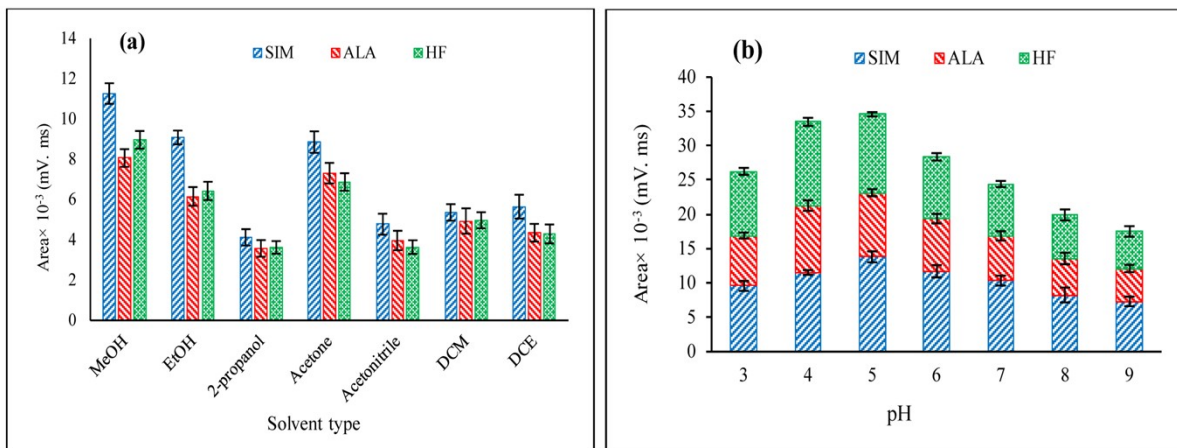 (a)
SIM ALA HF
Area× 10⁻³ (mV. ms)
14
12
10
8
6
4
2
0
MeOH
EtOH
2-propanol
Acetone
Acetonitrile
DCM
DCE
Solvent type
(b)
SIM ALA HF
Area× 10⁻³ (mV. ms)
40
35
30
25
20
15
10
5
0
3 4 5 6 7 8 9
pH